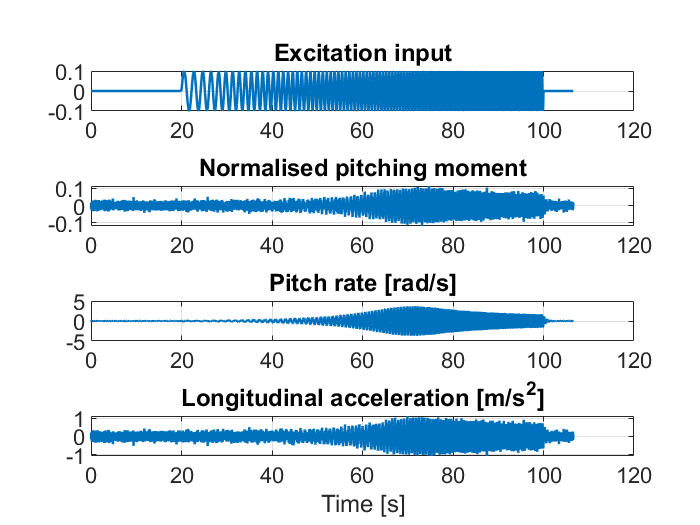 Excitation input
0.1
0
-0.1
0 20 40 60 80 100 120
Normalised pitching moment
0.1
0
-0.1
0 20 40 60 80 100 120
Pitch rate [rad/s]
5
0
-5
0 20 40 60 80 100 120
Longitudinal acceleration [m/s²]
1
0
-1
0 20 40 60 80 100 120
Time [s]